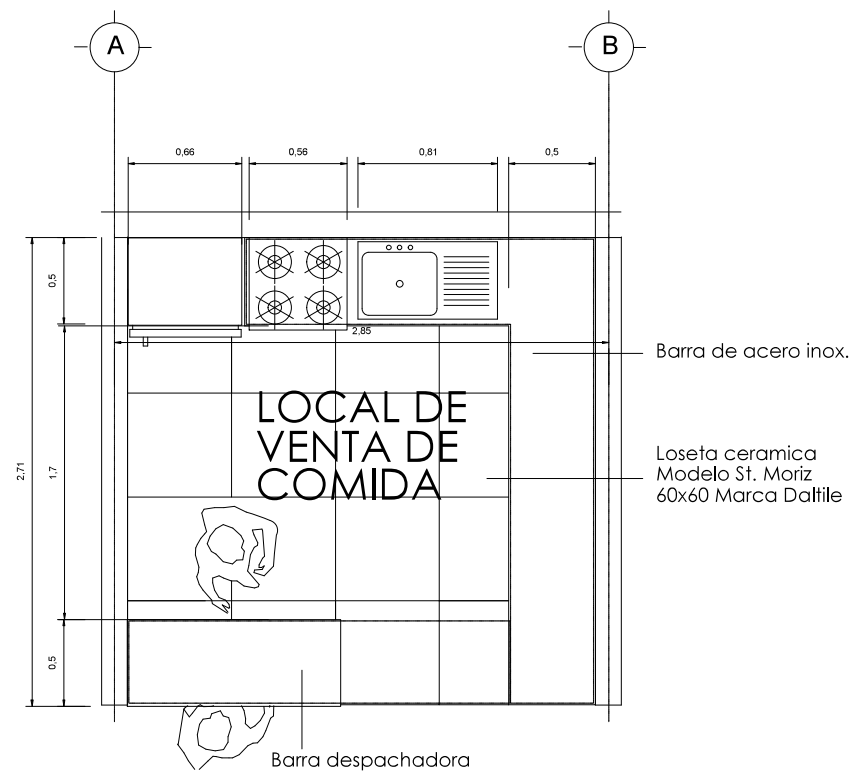 A
B
0,66
0,56
0,81
0,5
0,5
2,85
Barra de acero inox.
LOCAL DE
VENTA DE
COMIDA
Loseta ceramica
Modelo St. Moriz
60x60 Marca Daltile
2,71
1,7
0,5
Barra despachadora